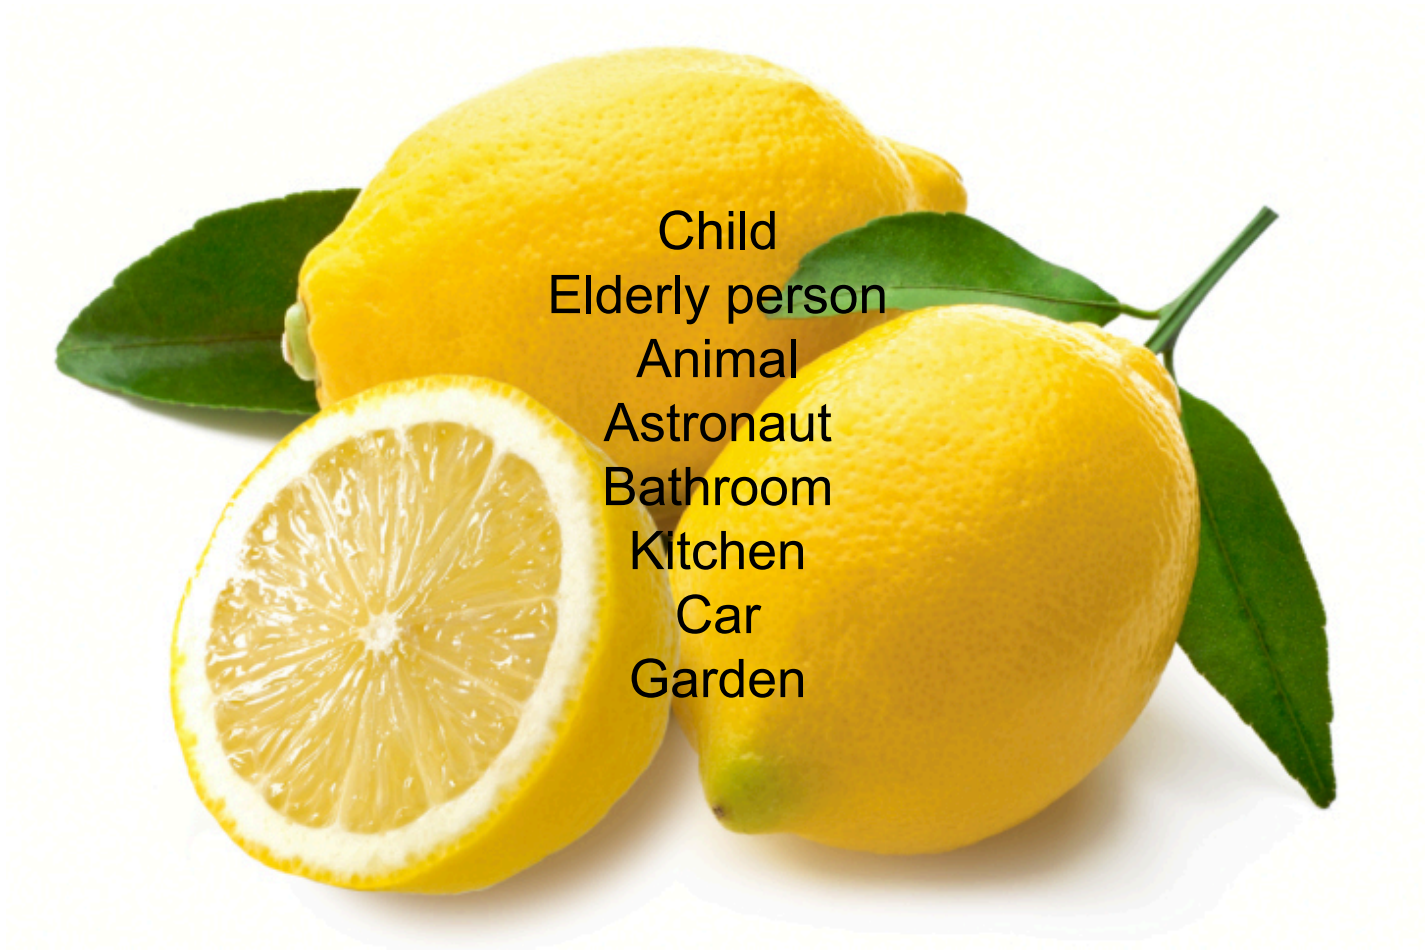 Child
Elderly person
Animal
Astronaut
Bathroom
Kitchen
Car
Garden